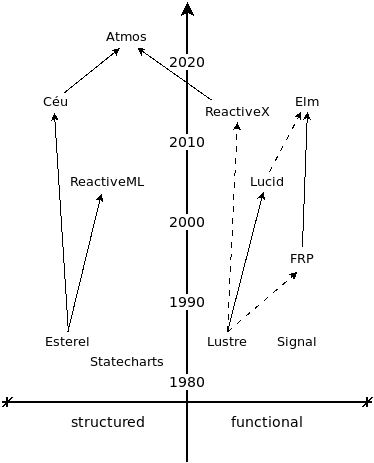 Atmos
2020
Céu
ReactiveX
Elm
2010
ReactiveML
Lucid
2000
FRP
1990
Esterel
Lustre
Signal
Statecharts
1980
structured
functional